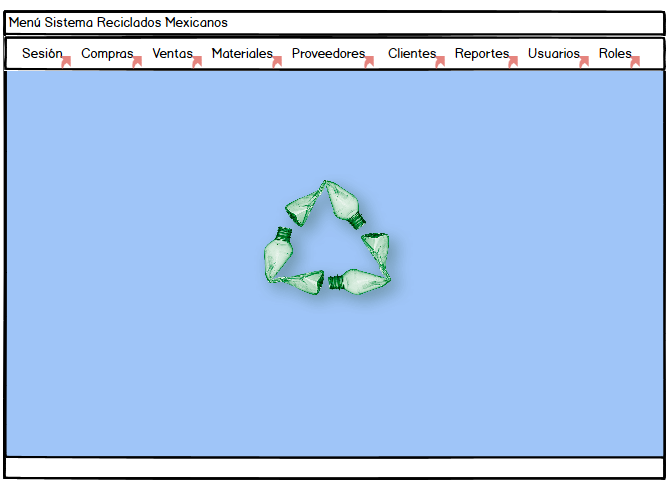 Menú Sistema Reciclados Mexicanos
Sesión Compras Ventas Materiales Proveedores Clientes Reportes Usuarios Roles